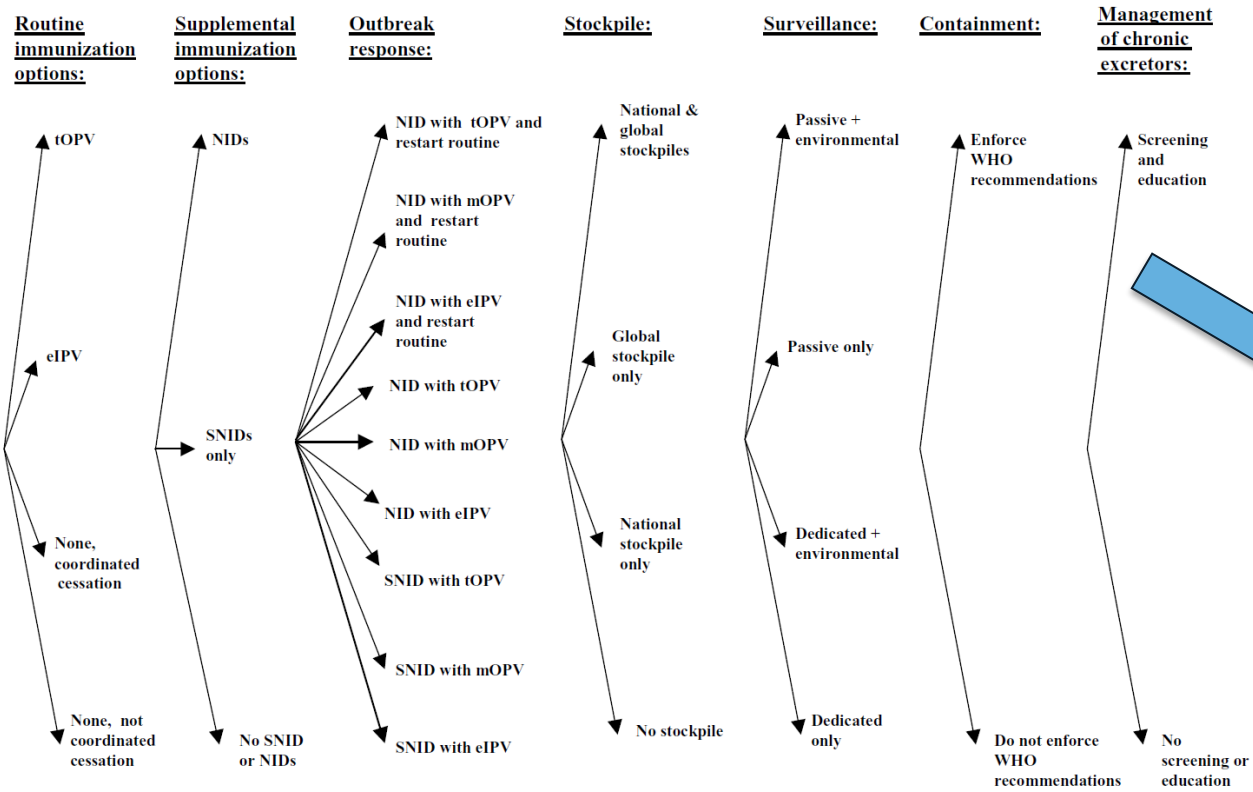 Routine
immunization
options:
tOPV
eIPV
None,
coordinated
cessation
None, not
coordinated
cessation
Supplemental
immunization
options:
NIDs
SNIDs
only
No SNID
or NIDs
Outbreak
response:
NID with tOPV and
restart routine
NID with mOPV
and restart
routine
NID with eIPV
and restart
routine
NID with tOPV
NID with mOPV
NID with eIPV
SNID with tOPV
SNID with mOPV
SNID with eIPV
Stockpile:
National &
global
stockpiles
Global
stockpile
only
National
stockpile
only
No stockpile
Surveillance:
Passive +
environmental
Passive only
Dedicated +
environmental
Dedicated
only
Containment:
Enforce
WHO
recommendations
Do not enforce
WHO
recommendations
Management
of chronic
excretors:
Screening
and
education
No
screening or
education